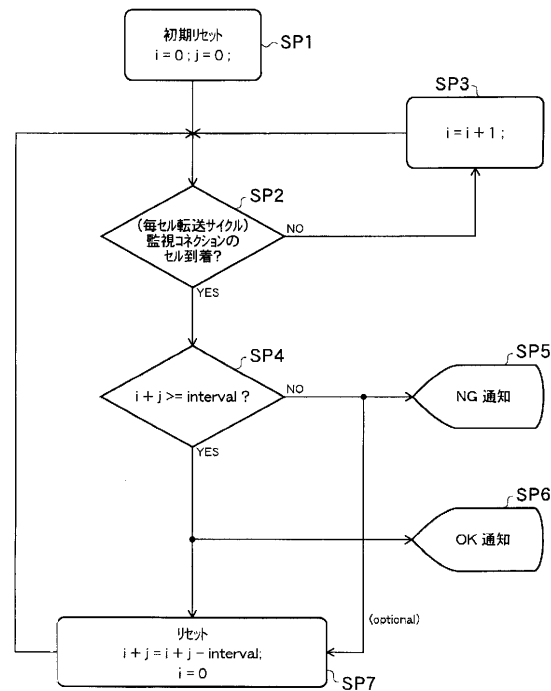 初期リセット
i = 0 ; j = 0 ;
SP1
SP3
i = i + 1 ;
SP2
(毎セル転送サイクル)
監視コネクションの
セル到着?
NO
YES
SP4
i + j >= interval ?
NO
YES
SP5
NG 通知
SP6
OK 通知
(optional)
リセット
i + j = i + j – interval;
i = 0
SP7